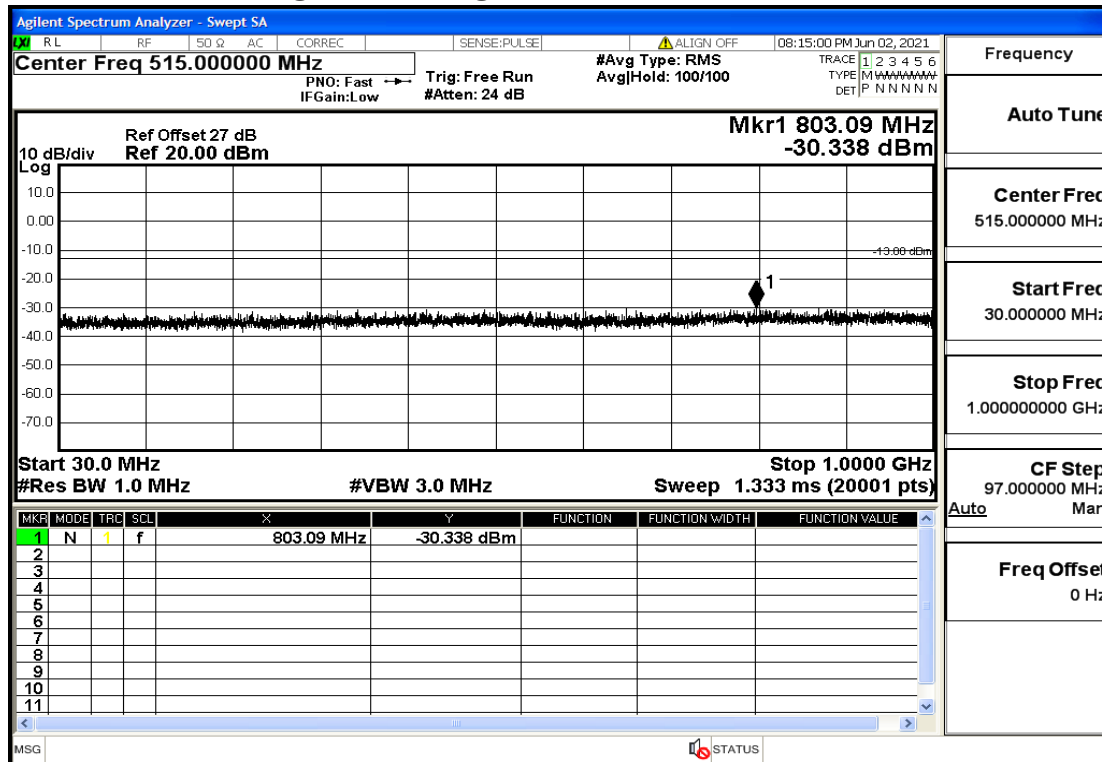 Agilent Spectrum Analyzer - Swept SA
LXI RL RF 50 Ω AC CORREC SENSE:PULSE ALIGN OFF 08:15:00 PM Jun 02, 2021
Center Freq 515.000000 MHz
PNO: Fast
IFGain:Low
Trig: Free Run
#Atten: 24 dB
#Avg Type: RMS
Avg|Hold: 100/100
TRACE 1 2 3 4 5 6
TYPE M WWWWW
DET P N N N N N
Mkr1 803.09 MHz
-30.338 dBm
Ref Offset 27 dB
10 dB/div Ref 20.00 dBm
Log
10.0
0.00
-10.0
-13.00 dBm
-20.0
1
-30.0
-40.0
-50.0
-60.0
-70.0
Start 30.0 MHz Stop 1.0000 GHz
#Res BW 1.0 MHz #VBW 3.0 MHz Sweep 1.333 ms (20001 pts)
MKR MODE TRC SCL X Y FUNCTION FUNCTION WIDTH FUNCTION VALUE
1 N 1 f 803.09 MHz -30.338 dBm
2
3
4
5
6
7
8
9
10
11
MSG STATUS
Frequency
Auto Tune
Center Freq
515.000000 MHz
Start Freq
30.000000 MHz
Stop Freq
1.000000000 GHz
CF Step
97.000000 MHz
Auto Man
Freq Offset
0 Hz